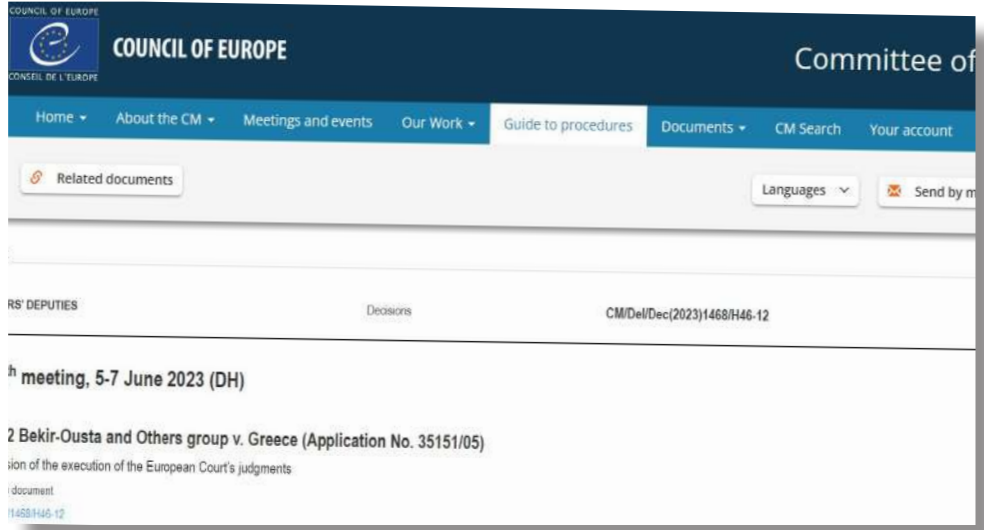 COUNCIL OF EUROPE
CONSEIL DE L'EUROPE
COUNCIL OF EUROPE
Committee of
Home About the CM Meetings and events Our Work Guide to procedures Documents CM Search Your account
Related documents Languages Send by m
RS' DEPUTIES Decisions CM/Del/Dec(2023)1468/H46-12
th meeting, 5-7 June 2023 (DH)
2 Bekir-Ousta and Others group v. Greece (Application No. 35151/05)
sion of the execution of the European Court's judgments
document
/1468/H46-12